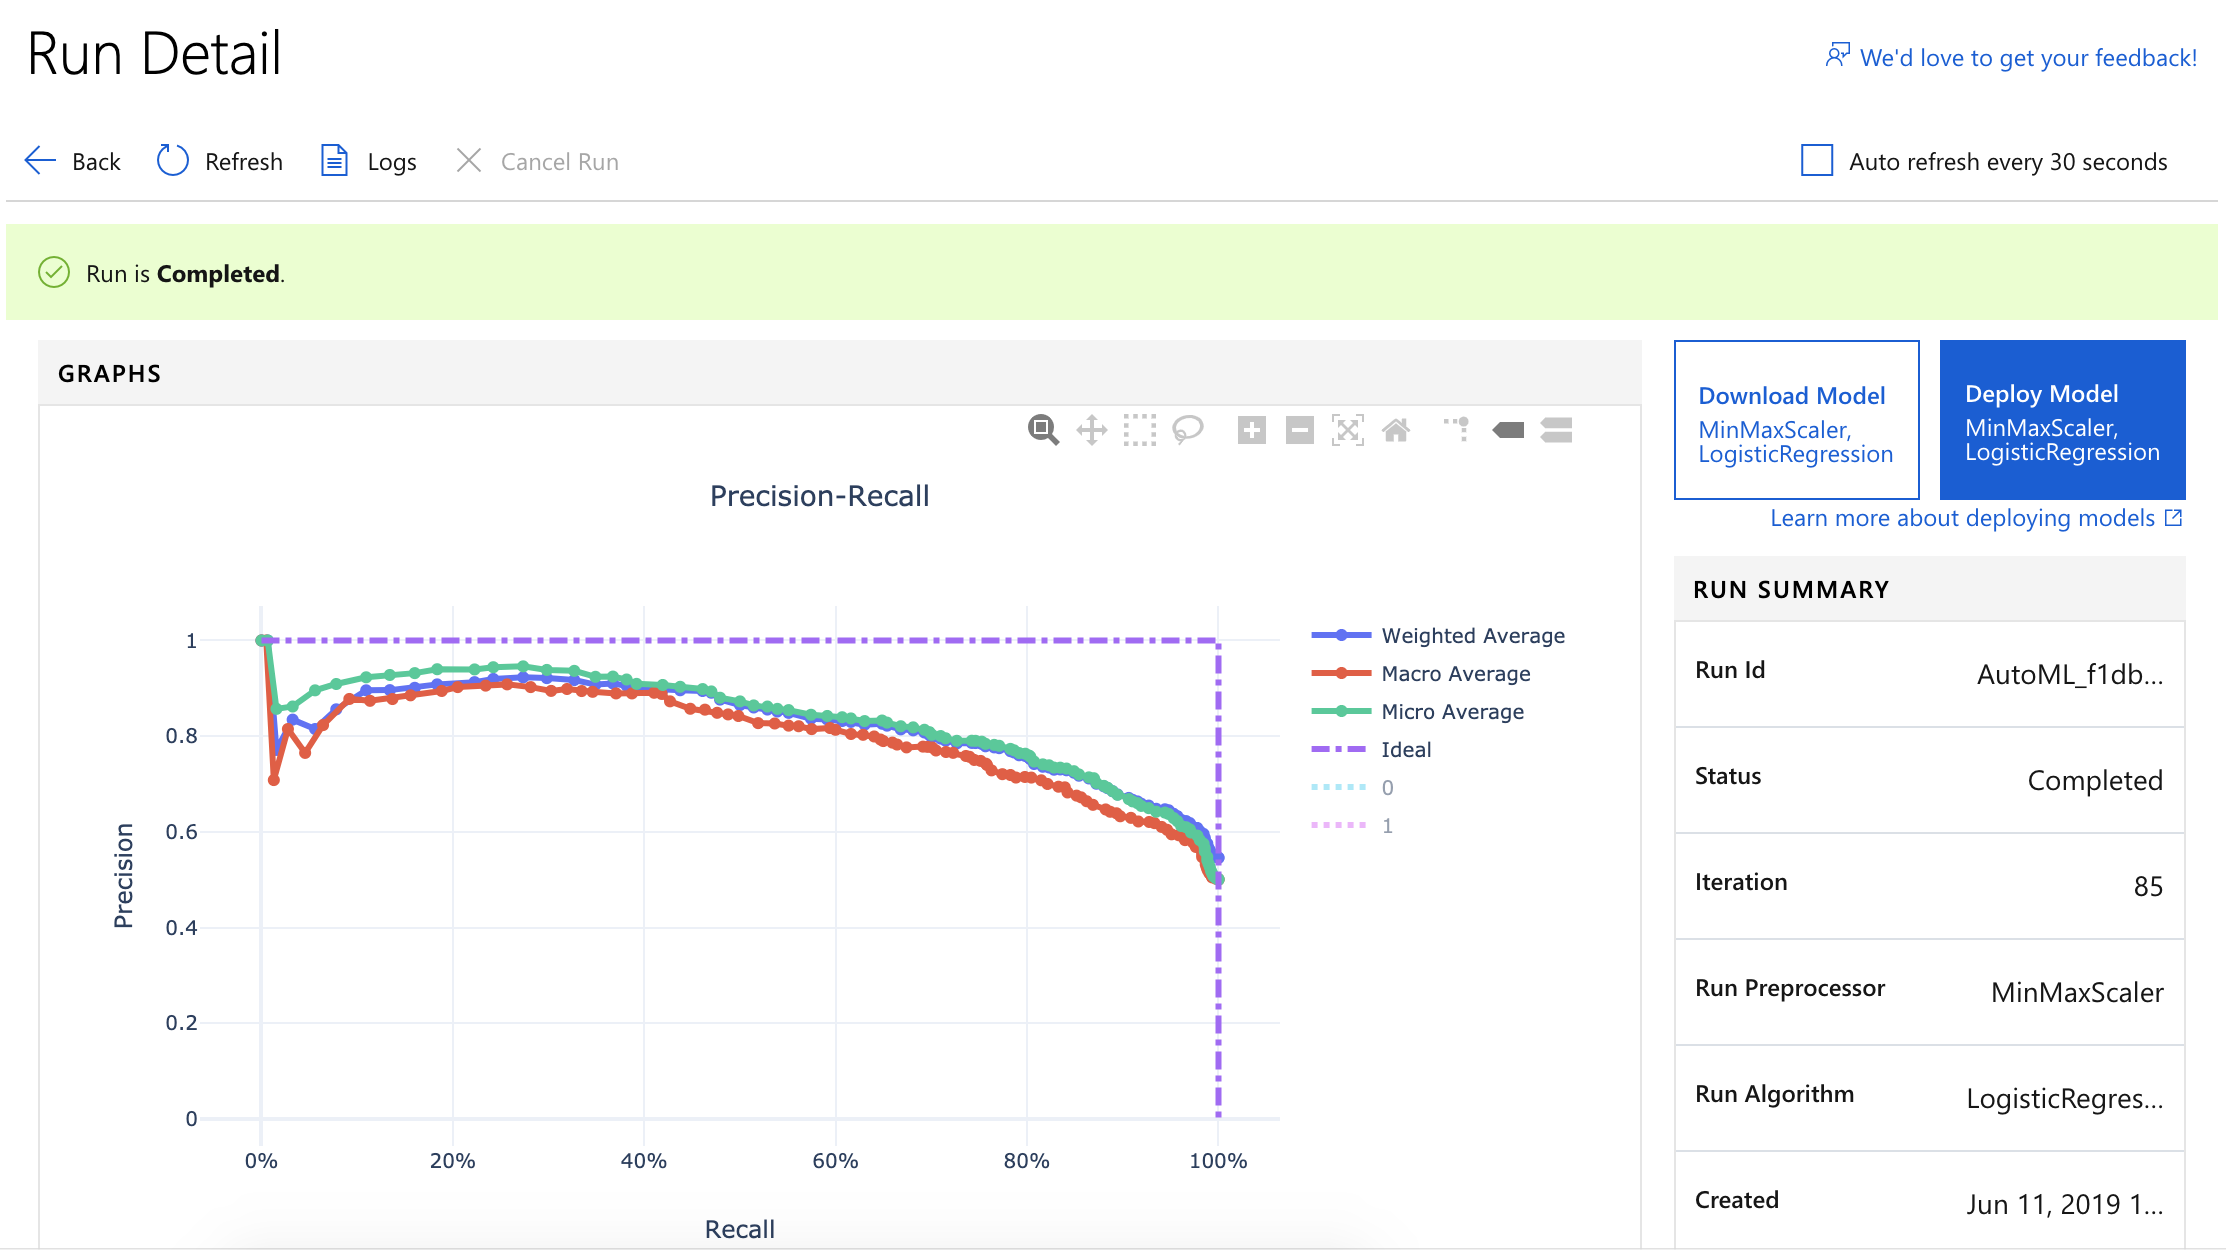 Run Detail
We'd love to get your feedback!
Back
Refresh
Logs
Cancel Run
Auto refresh every 30 seconds
Run is Completed.
GRAPHS
Precision-Recall
1
0.8
0.6
0.4
0.2
0
Precision
0%
20%
40%
60%
80%
100%
Recall
Weighted Average
Macro Average
Micro Average
Ideal
0
1
Download Model
MinMaxScaler,
LogisticRegression
Deploy Model
MinMaxScaler,
LogisticRegression
Learn more about deploying models
RUN SUMMARY
Run Id AutoML_f1db...
Status Completed
Iteration 85
Run Preprocessor MinMaxScaler
Run Algorithm LogisticRegres...
Created Jun 11, 2019 1...